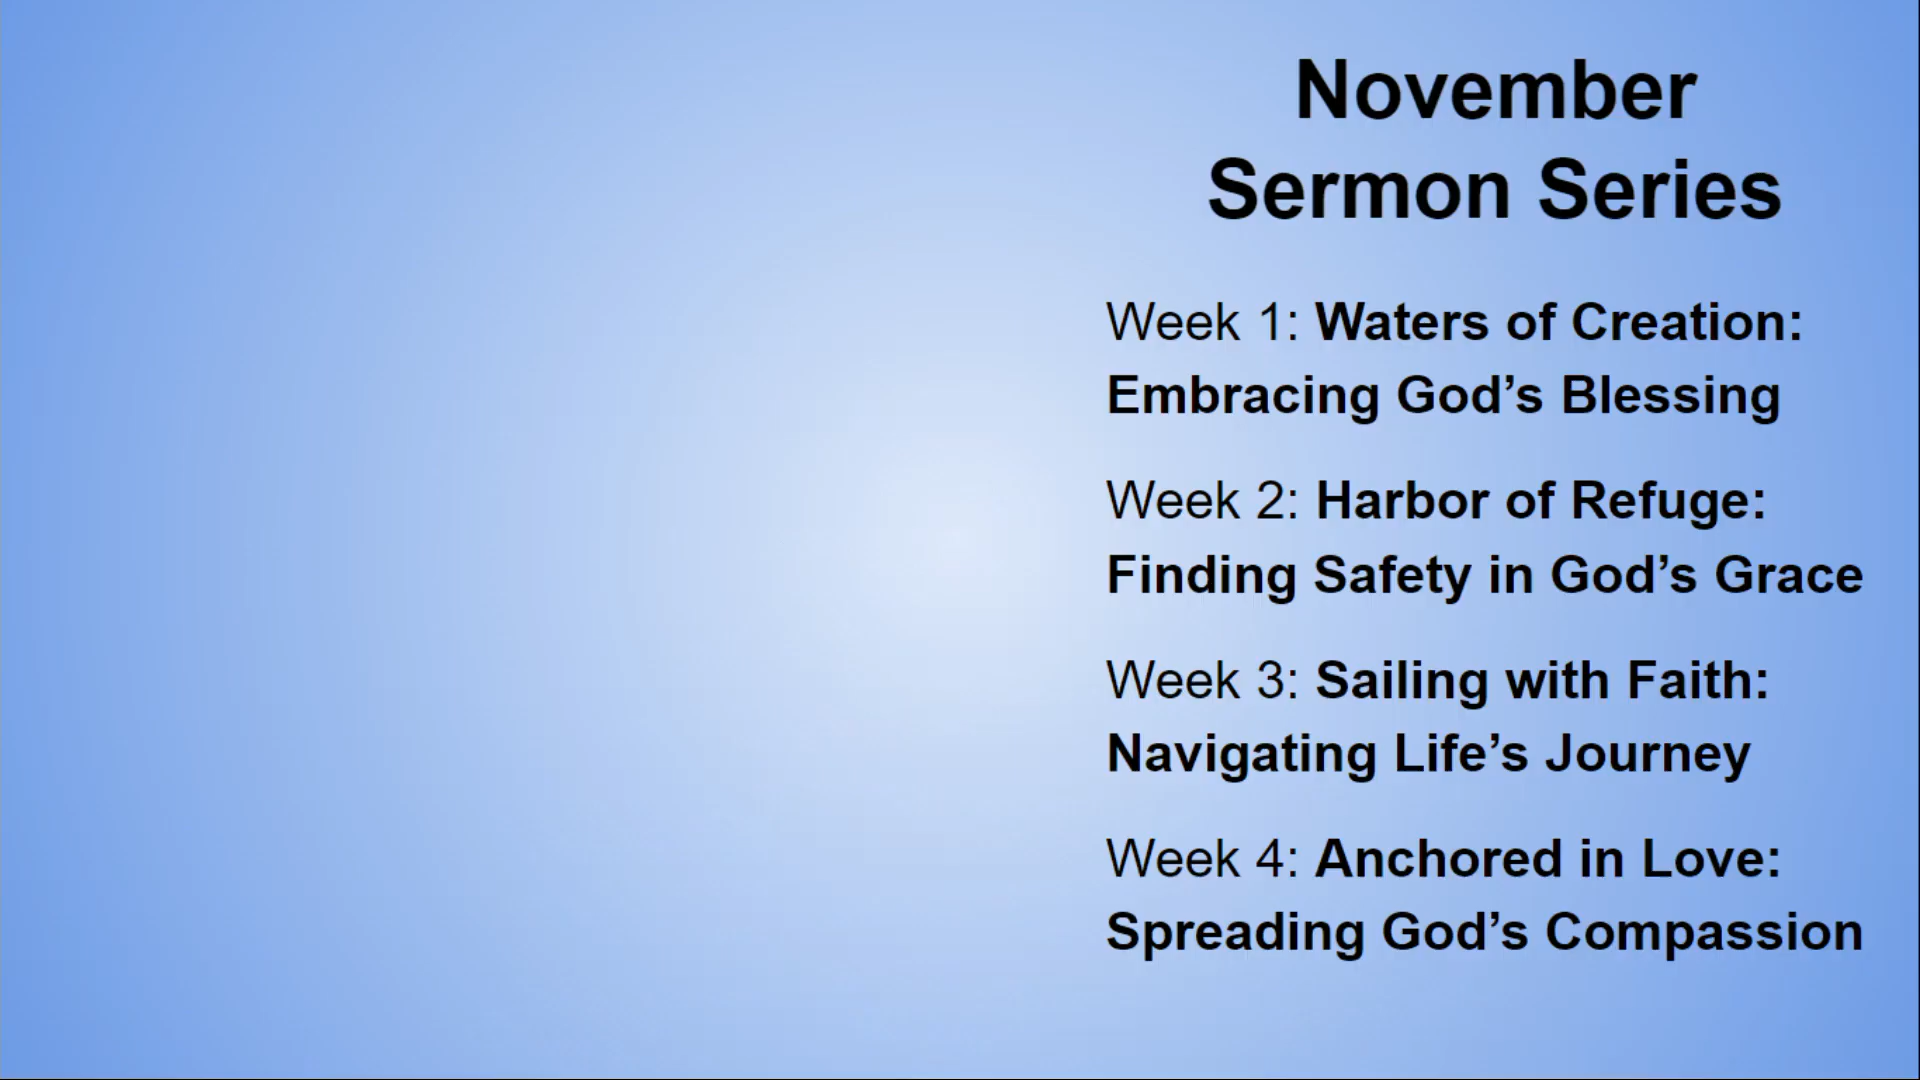 November
Sermon Series
Week 1: Waters of Creation:
Embracing God’s Blessing
Week 2: Harbor of Refuge:
Finding Safety in God’s Grace
Week 3: Sailing with Faith:
Navigating Life’s Journey
Week 4: Anchored in Love:
Spreading God’s Compassion